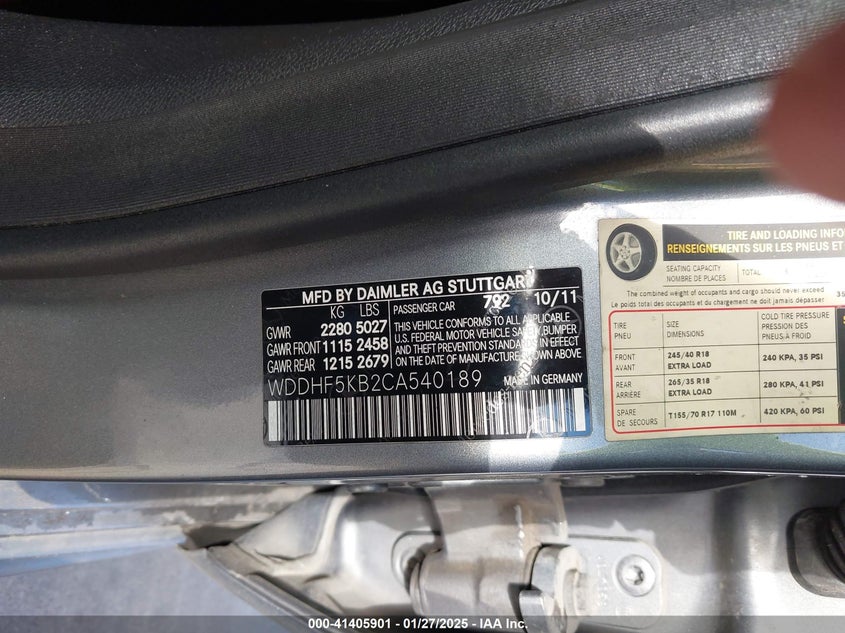 MFD BY DAIMLER AG STUTTGART
KG LBS
GVWR 2280 5027
GAWR FRONT 1115 2458
GAWR REAR 1215 2679
PASSENGER CAR 792 10/11
THIS VEHICLE CONFORMS TO ALL APPLICABLE
U.S. FEDERAL MOTOR VEHICLE SAFETY, BUMPER
AND THEFT PREVENTION STANDARDS IN EFFECT
ON THE DATE OF MANUFACTURE SHOWN ABOVE.
WDDHF5KB2CA540189 MADE IN GERMANY
TIRE AND LOADING INFO
RENSEIGNEMENTS SUR LES PNEUS ET
SEATING CAPACITY
NOMBRE DE PLACES
TOTAL
The combined weight of occupants and cargo should never exceed
Le poids total des occupants et du chargement ne doit jamais dépasser
35
TIRE
PNEU
SIZE
DIMENSIONS
COLD TIRE PRESSURE
PRESSION DES
PNEUS À FROID
FRONT
AVANT
245/40 R18
EXTRA LOAD
240 KPA, 35 PSI
REAR
ARRIÈRE
265/35 R18
EXTRA LOAD
280 KPA, 41 PSI
SPARE
DE SECOURS
T155/70 R17 110M
420 KPA, 60 PSI
000-41405901 - 01/27/2025 - IAA Inc.